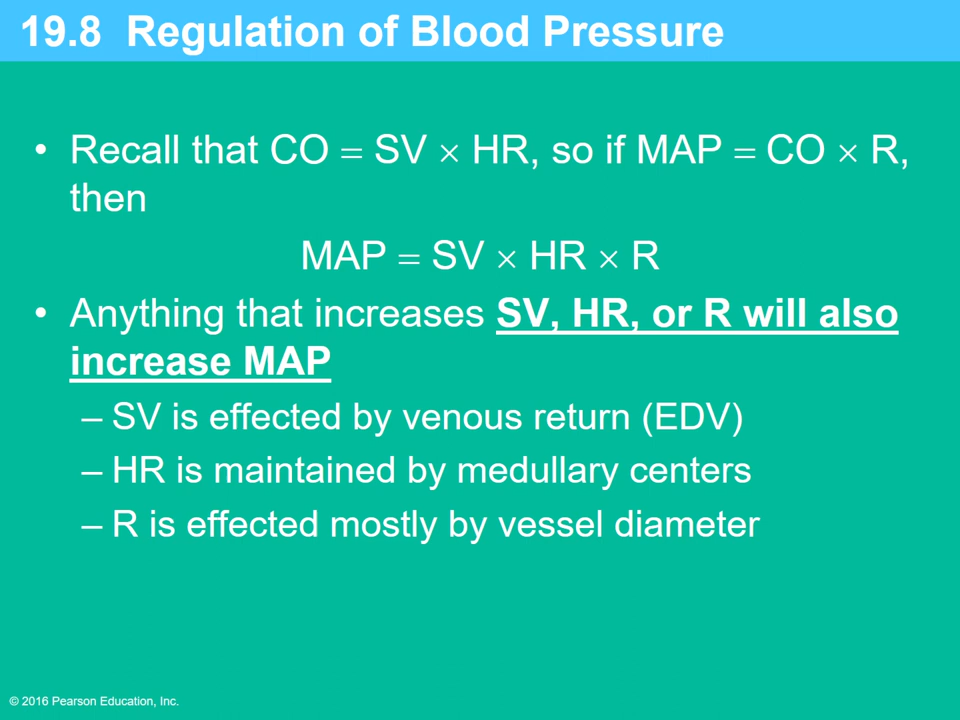 19.8 Regulation of Blood Pressure
• Recall that CO = SV × HR, so if MAP = CO × R,
then
MAP = SV × HR × R
• Anything that increases SV, HR, or R will also
increase MAP
– SV is effected by venous return (EDV)
– HR is maintained by medullary centers
– R is effected mostly by vessel diameter
© 2016 Pearson Education, Inc.